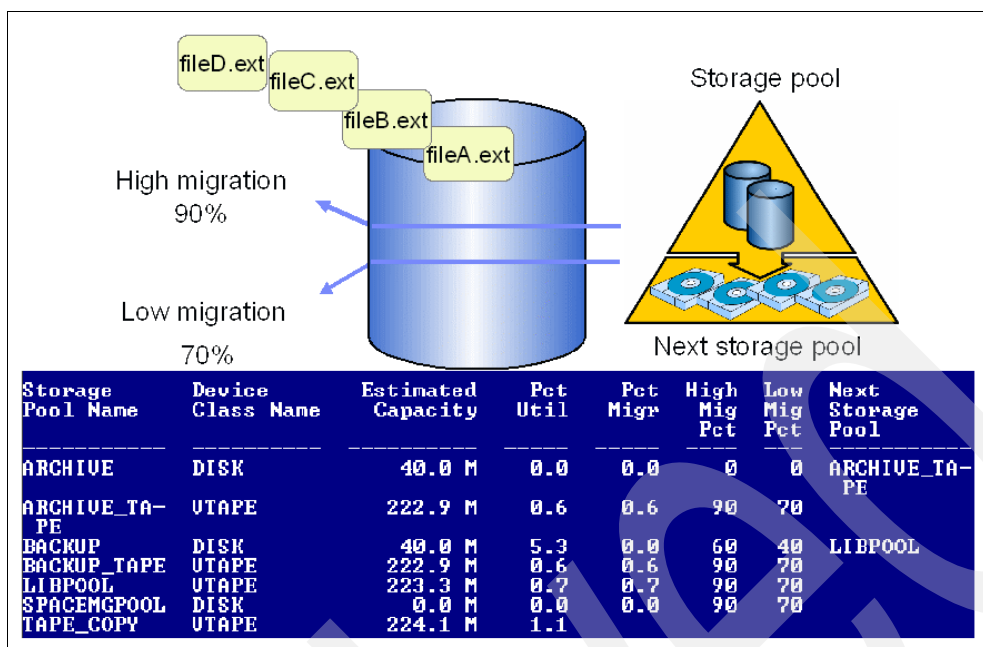 fileD.ext
fileC.ext
fileB.ext
fileA.ext
Storage pool
High migration
90%
Low migration
70%
Next storage pool
Storage Device Estimated Pct Pct High Low Next
Pool Name Class Name Capacity Util Migr Mig Mig Storage
Pct Pct Pool
ARCHIVE DISK 40.0 M 0.0 0.0 0 0 ARCHIVE_TA-
PE
ARCHIVE_TA- VTAPE 222.9 M 0.6 0.6 90 70
PE
BACKUP DISK 40.0 M 5.3 0.0 60 40 LIBPOOL
BACKUP_TAPE VTAPE 222.9 M 0.6 0.6 90 70
LIBPOOL VTAPE 223.3 M 0.7 0.7 90 70
SPACEMGPOOL DISK 0.0 M 0.0 0.0 90 70
TAPE_COPY VTAPE 224.1 M 1.1